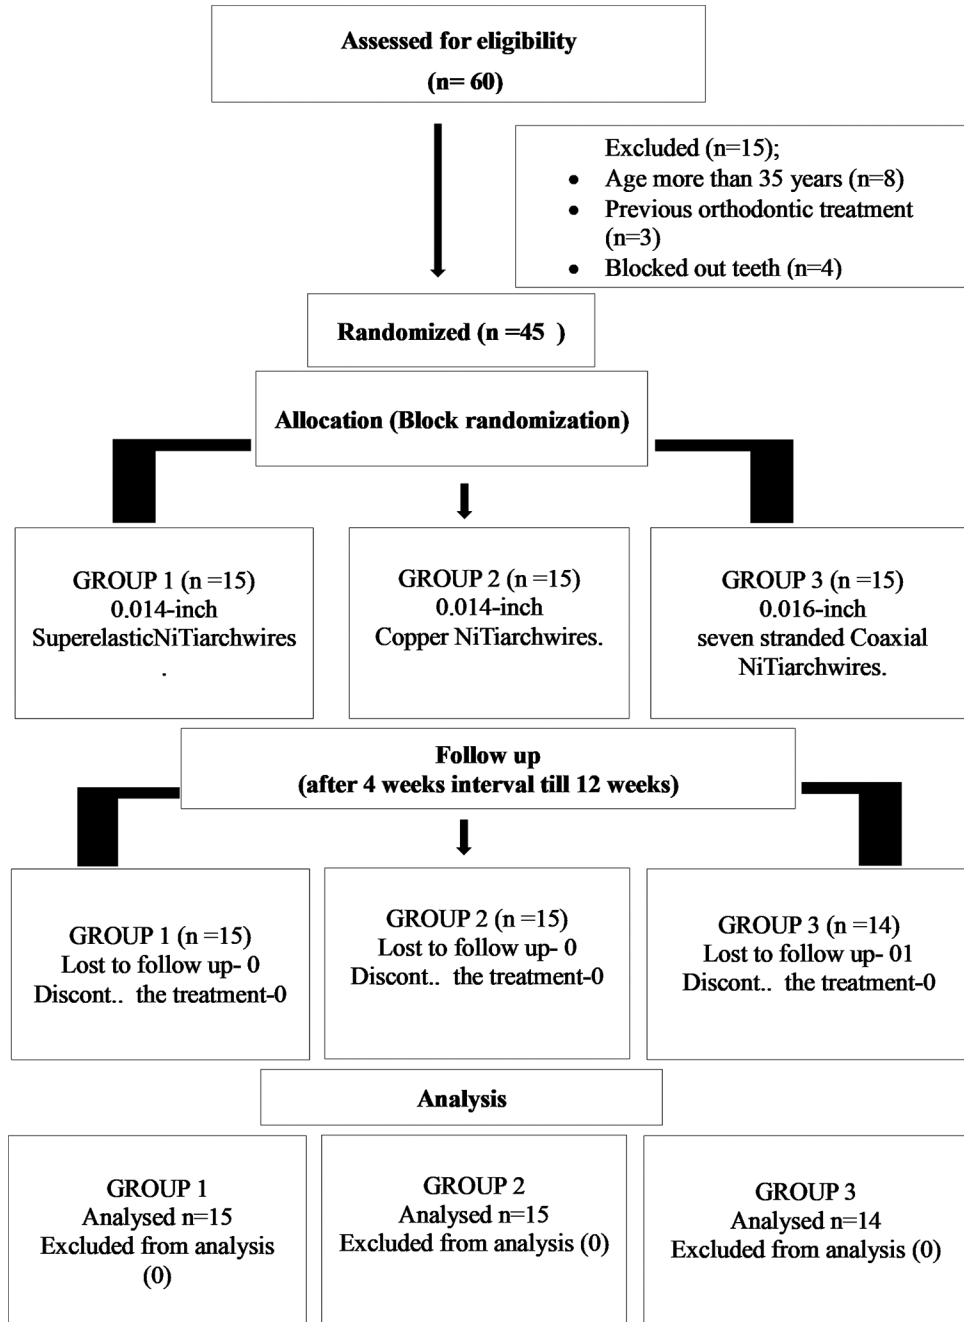 Assessed for eligibility
(n= 60)
Excluded (n=15);
• Age more than 35 years (n=8)
• Previous orthodontic treatment
(n=3)
• Blocked out teeth (n=4)
Randomized (n =45  )
Allocation (Block randomization)
GROUP 1 (n =15)
0.014-inch
SuperelasticNiTiarchwires
.
GROUP 2 (n =15)
0.014-inch
Copper NiTiarchwires.
GROUP 3 (n =15)
0.016-inch
seven stranded Coaxial
NiTiarchwires.
Follow up
(after 4 weeks interval till 12 weeks)
GROUP 1 (n =15)
Lost to follow up- 0
Discont..  the treatment-0
GROUP 2 (n =15)
Lost to follow up- 0
Discont..  the treatment-0
GROUP 3 (n =14)
Lost to follow up- 01
Discont..  the treatment-0
Analysis
GROUP 1
Analysed n=15
Excluded from analysis
(0)
GROUP 2
Analysed n=15
Excluded from analysis (0)
GROUP 3
Analysed n=14
Excluded from analysis (0)